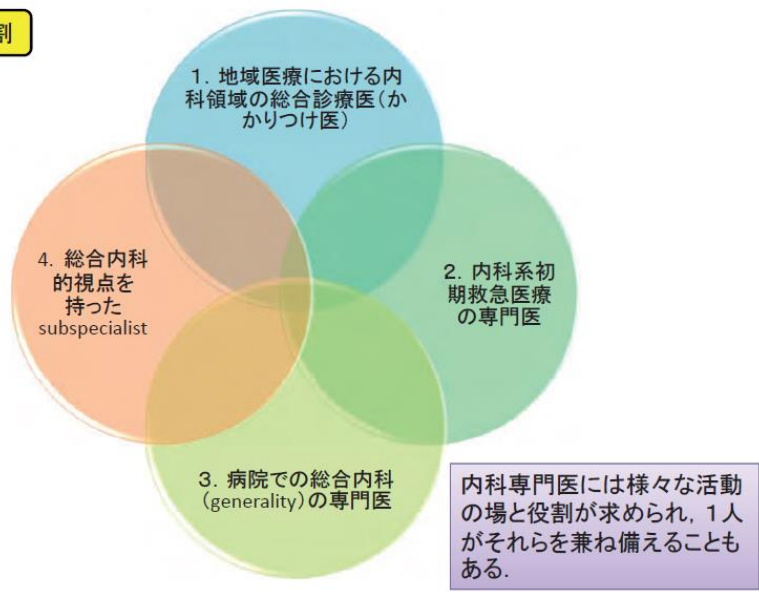 割
1. 地域医療における内
科領域の総合診療医(か
かりつけ医)
4. 総合内科
的視点を
持った
subspecialist
2. 内科系初
期救急医療
の専門医
3. 病院での総合内科
(generality)の専門医
内科専門医には様々な活動
の場と役割が求められ, 1人
がそれらを兼ね備えることも
ある.